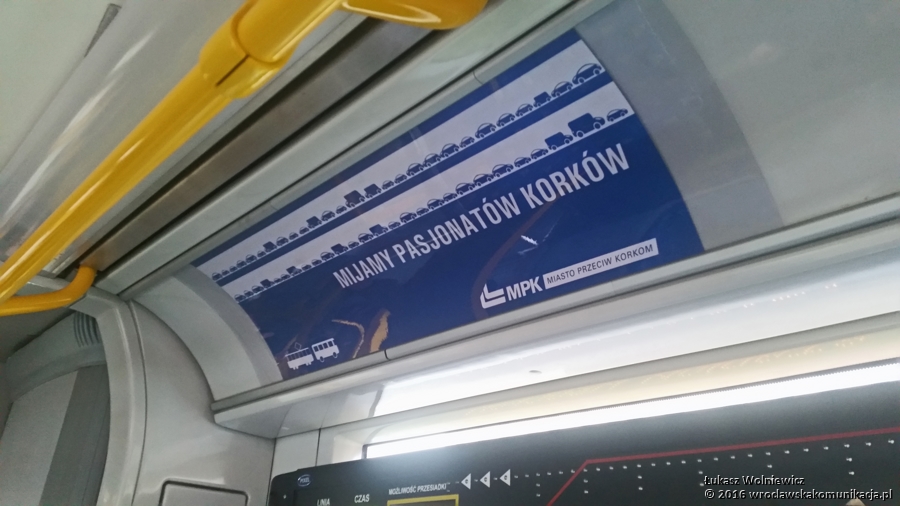 MIJAMY PASJONATÓW KORKÓW
MPK MIASTO PRZECIW KORKOM
LINIA CZAS MOŻLIWOŚĆ PRZESIADKI
Łukasz Wolniewicz
© 2016 wroclawskakomunikacja.pl